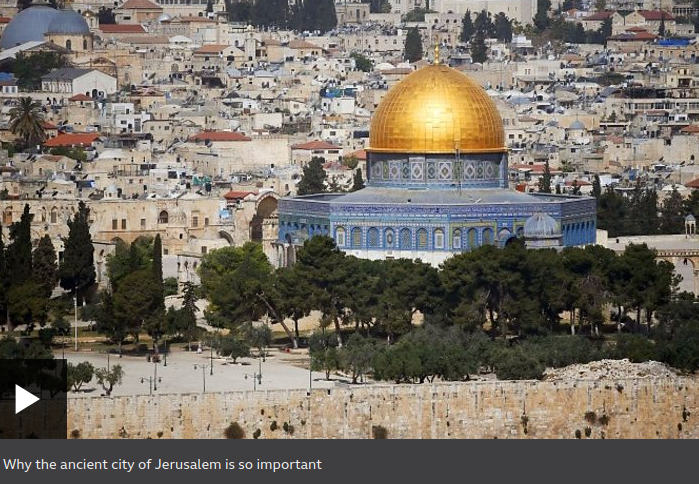 Why the ancient city of Jerusalem is so important